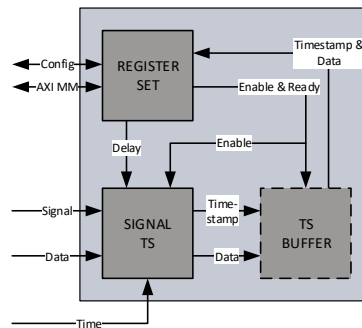 Timestamp &
Data
Config
AXI MM
REGISTER
SET
Enable & Ready
Delay
Enable
Signal
SIGNAL
TS
Time-
stamp
TS
BUFFER
Data
Data
Time